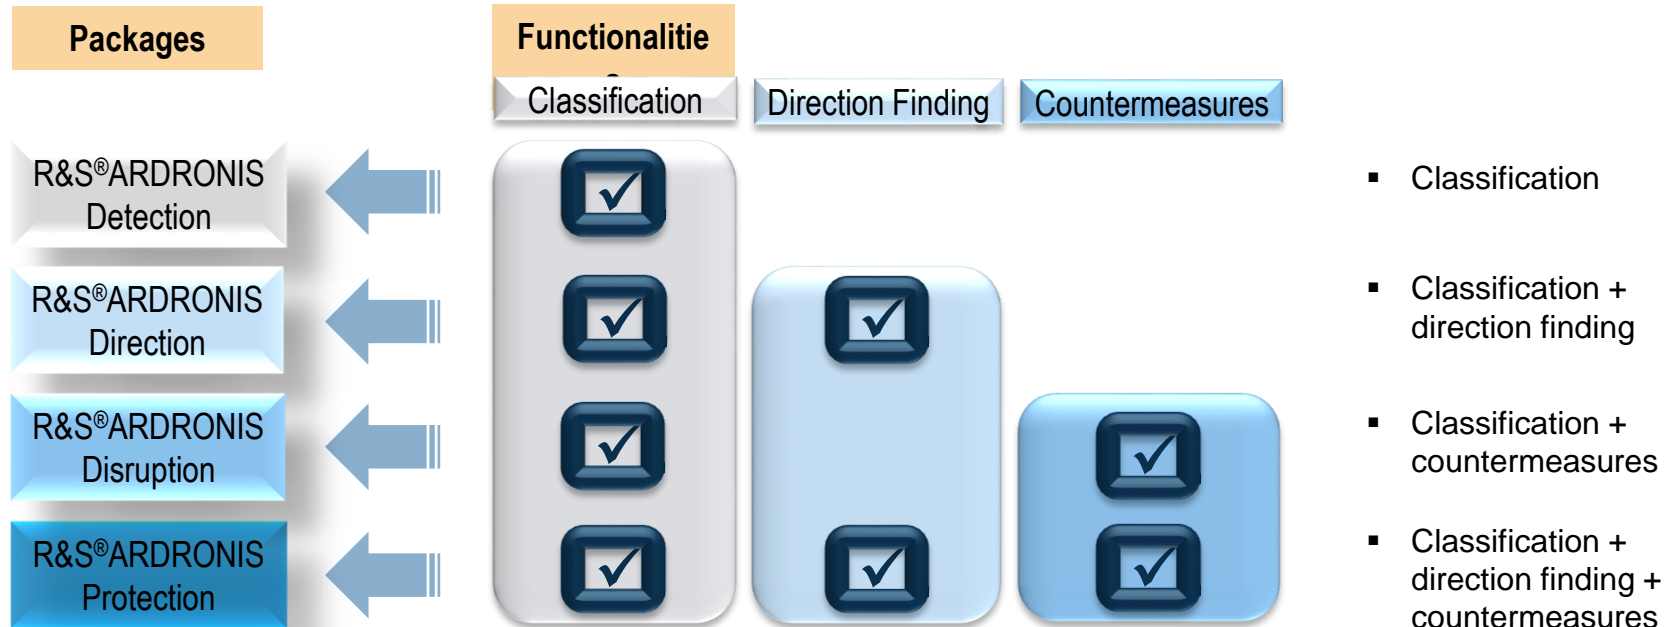 Packages
Functionalitie
s
Classification
Direction Finding
Countermeasures
R&S®ARDRONIS
Detection
▪ Classification
R&S®ARDRONIS
Direction
▪ Classification +
direction finding
R&S®ARDRONIS
Disruption
▪ Classification +
countermeasures
R&S®ARDRONIS
Protection
▪ Classification +
direction finding +
countermeasures